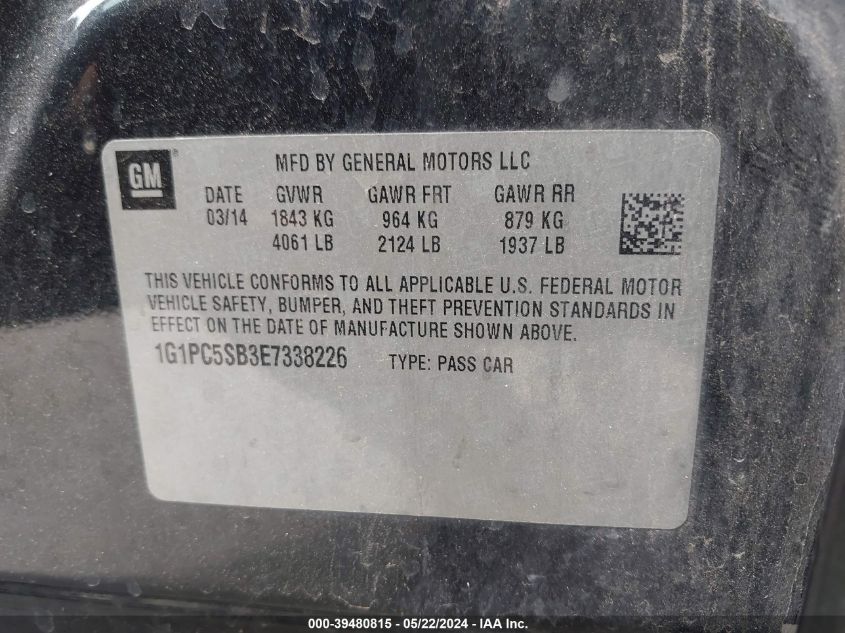 GM
MFD BY GENERAL MOTORS LLC
DATE GVWR GAWR FRT GAWR RR
03/14 1843 KG 964 KG 879 KG
4061 LB 2124 LB 1937 LB
THIS VEHICLE CONFORMS TO ALL APPLICABLE U.S. FEDERAL MOTOR
VEHICLE SAFETY, BUMPER, AND THEFT PREVENTION STANDARDS IN
EFFECT ON THE DATE OF MANUFACTURE SHOWN ABOVE.
1G1PC5SB3E7338226 TYPE: PASS CAR
000-39480815 - 05/22/2024 - IAA Inc.